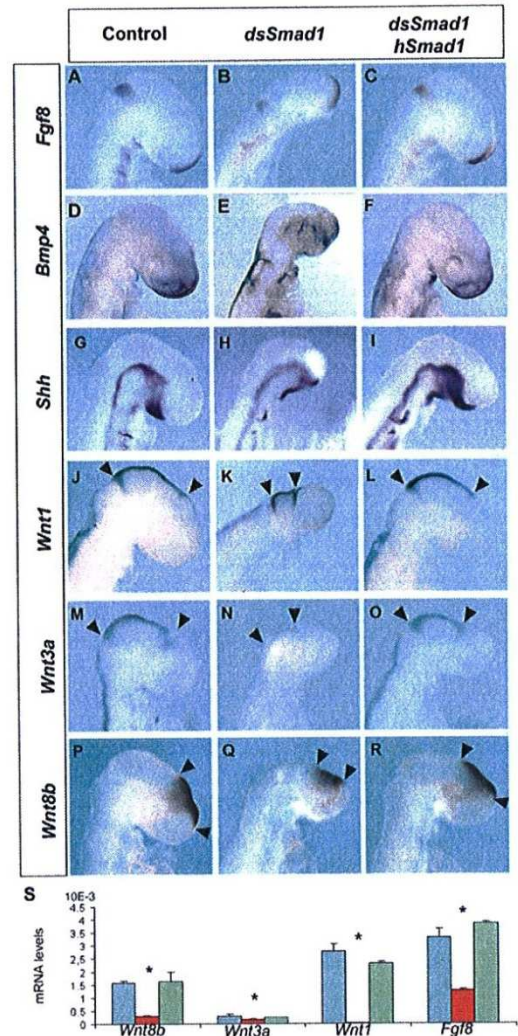 Control dsSmad1 dsSmad1
hSmad1
Fgf8
A B C
Bmp4
D E F
Shh
G H I
Wnt1
J K L
Wnt3a
M N O
Wnt8b
P Q R
S
10E-3
mRNA levels
4.5
4
3.5
3
2.5
2
1.5
1
0.5
0
* * * *
Wnt8b Wnt3a Wnt1 Fgf8